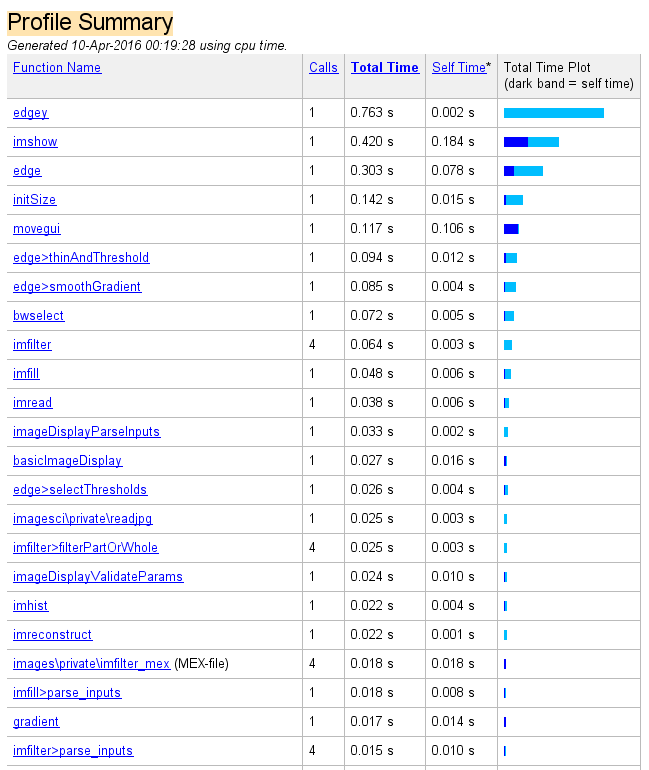 Profile Summary
Generated 10-Apr-2016 00:19:28 using cpu time.
Function Name Calls Total Time Self Time* Total Time Plot
(dark band = self time)
edgey 1 0.763 s 0.002 s
imshow 1 0.420 s 0.184 s
edge 1 0.303 s 0.078 s
initSize 1 0.142 s 0.015 s
movegui 1 0.117 s 0.106 s
edge>thinAndThreshold 1 0.094 s 0.012 s
edge>smoothGradient 1 0.085 s 0.004 s
bwselect 1 0.072 s 0.005 s
imfilter 4 0.064 s 0.003 s
imfill 1 0.048 s 0.006 s
imread 1 0.038 s 0.006 s
imageDisplayParseInputs 1 0.033 s 0.002 s
basicImageDisplay 1 0.027 s 0.016 s
edge>selectThresholds 1 0.026 s 0.004 s
imagesci\private\readjpg 1 0.025 s 0.003 s
imfilter>filterPartOrWhole 4 0.025 s 0.003 s
imageDisplayValidateParams 1 0.024 s 0.010 s
imhist 1 0.022 s 0.004 s
imreconstruct 1 0.022 s 0.001 s
images\private\imfilter_mex (MEX-file) 4 0.018 s 0.018 s
imfill>parse_inputs 1 0.018 s 0.008 s
gradient 1 0.017 s 0.014 s
imfilter>parse_inputs 4 0.015 s 0.010 s